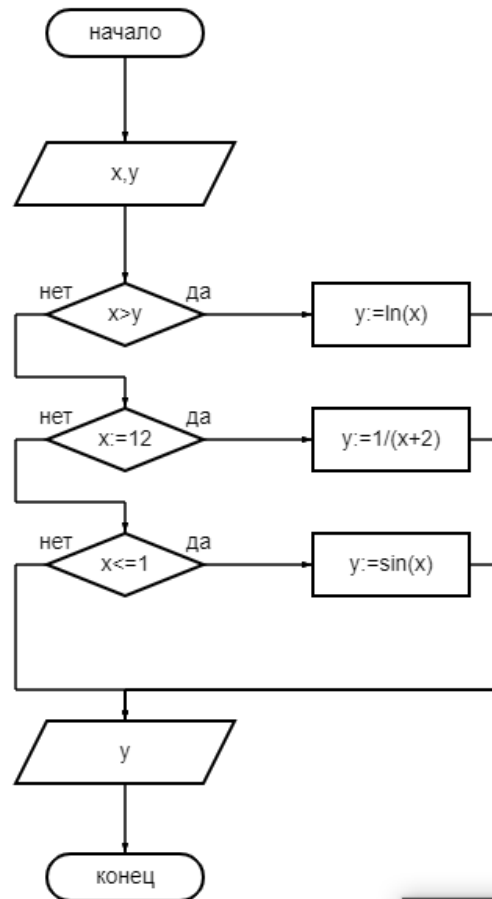 начало
x,y
нет
да
x>y
y:=ln(x)
нет
да
x:=12
y:=1/(x+2)
нет
да
x<=1
y:=sin(x)
y
конец